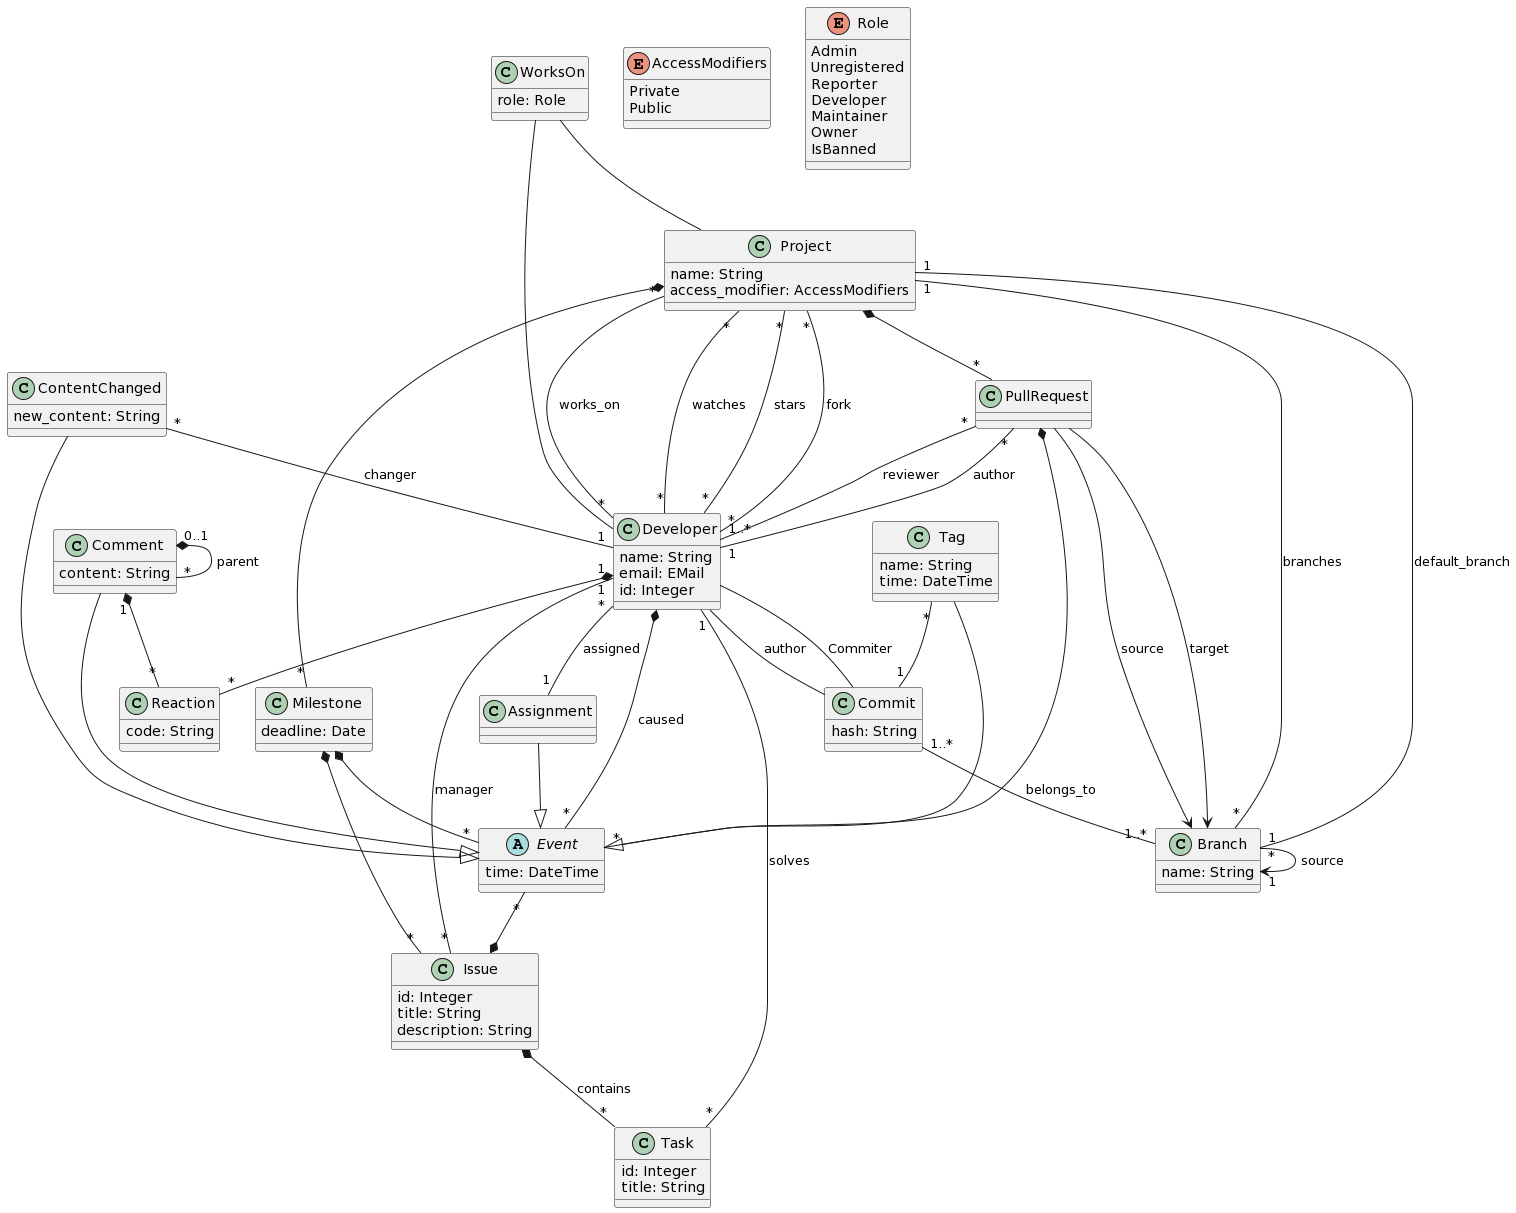 E Role
Admin
Unregistered
Reporter
Developer
Maintainer
Owner
IsBanned
E AccessModifiers
Private
Public
C WorksOn
role: Role
C Project
name: String
access_modifier: AccessModifiers
1
1
*
*
*
*
*
C ContentChanged
new_content: String
*
C PullRequest
works_on
watches
stars
fork
*
*
changer
reviewer
author
branches
default_branch
*
*
*
*
1..*
1
1
C Comment
content: String
0..1
*
parent
1
C Developer
name: String
email: EMail
id: Integer
1
1
*
1
C Tag
name: String
time: DateTime
*
assigned
author
Commiter
source
target
*
*
*
1
1
C Reaction
code: String
C Milestone
deadline: Date
C Assignment
caused
C Commit
hash: String
1..*
manager
belongs_to
*
*
*
1..*
*
1
A Event
time: DateTime
solves
C Branch
name: String
*
1
source
*
*
*
C Issue
id: Integer
title: String
description: String
contains
*
*
C Task
id: Integer
title: String